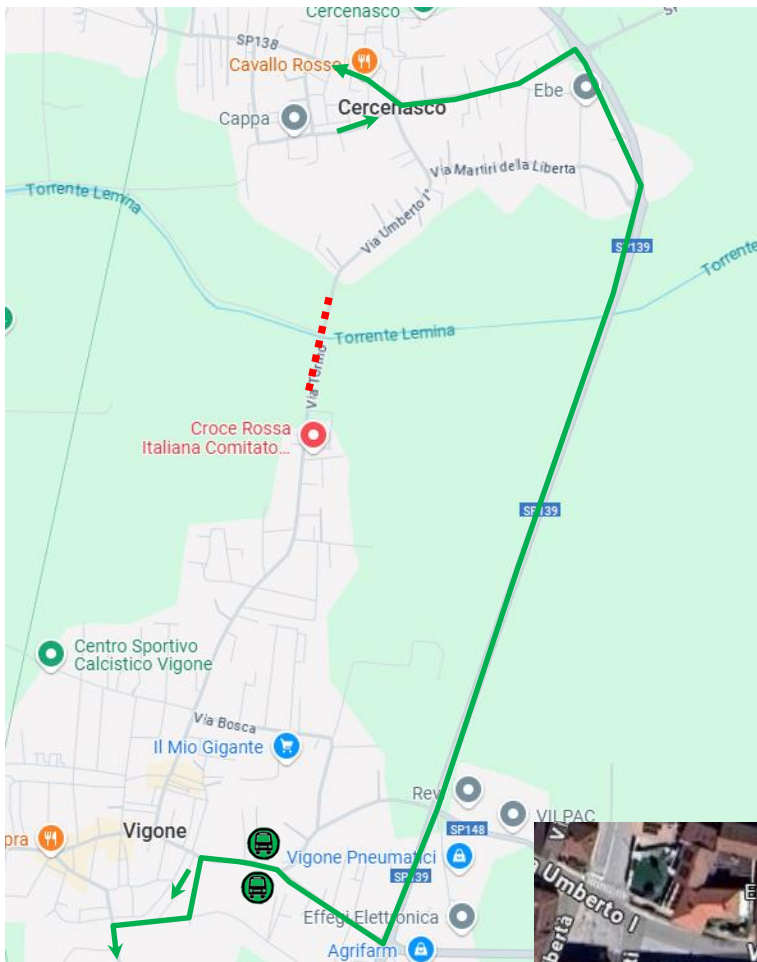 Cercenasco
SP138
Cavallo Rosso
Ebe
Cappa
Cercenasco
Via Martiri della Liberta
Torrente Lemina
Via Umberto I°
SP139
Torrente
Torrente Lemina
Via Torino
Croce Rossa
Italiana Comitato...
SP139
Centro Sportivo
Calcistico Vigone
Via Bosca
Il Mio Gigante
Rev
VILPAC
SP148
pra
Vigone
Vigone Pneumatici
SP139
Effegi Elettronica
Agrifarm
Umberto I